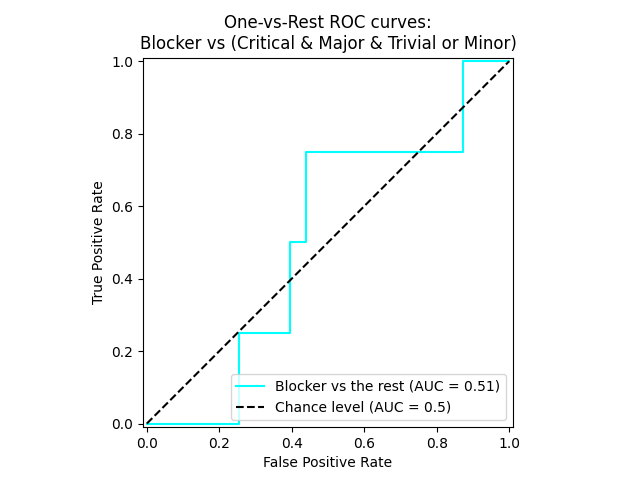 One-vs-Rest ROC curves:
Blocker vs (Critical & Major & Trivial or Minor)
1.0
0.8
0.6
0.4
0.2
0.0
True Positive Rate
Blocker vs the rest (AUC = 0.51)
Chance level (AUC = 0.5)
0.0 0.2 0.4 0.6 0.8 1.0
False Positive Rate